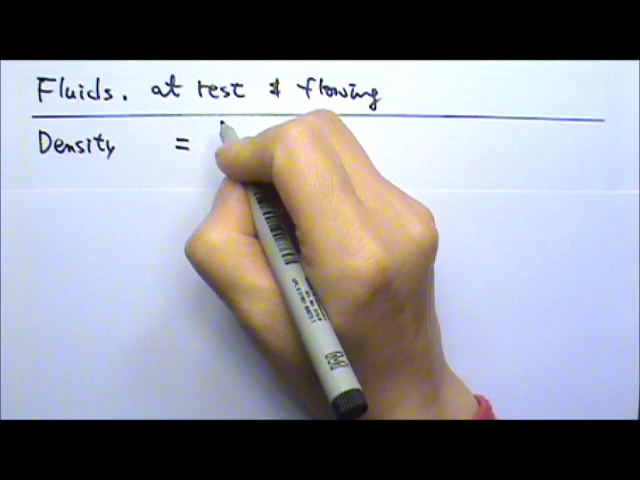 Fluids. at rest & flowing
Density =